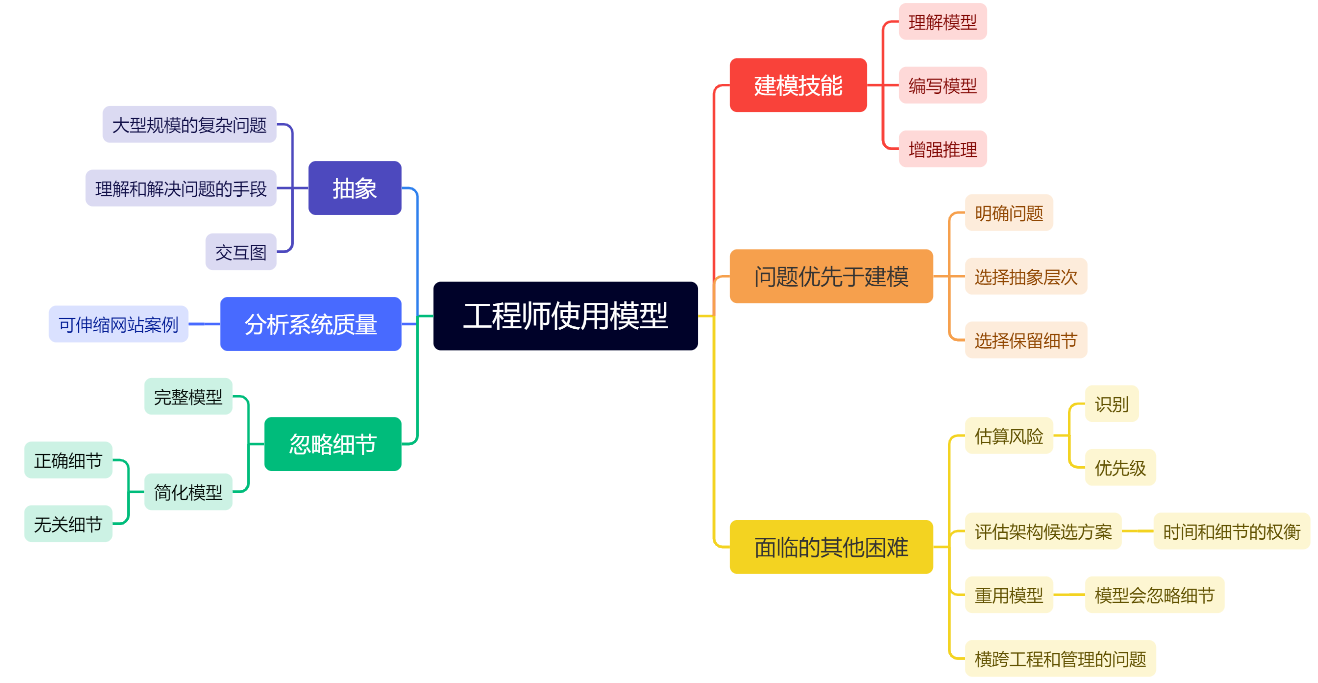 工程师使用模型
建模技能
理解模型
编写模型
增强推理
问题优先于建模
明确问题
选择抽象层次
选择保留细节
面临的其他困难
估算风险
识别
优先级
评估架构候选方案
时间和细节的权衡
重用模型
模型会忽略细节
横跨工程和管理的问题
抽象
大型规模的复杂问题
理解和解决问题的手段
交互图
分析系统质量
可伸缩网站案例
忽略细节
完整模型
简化模型
正确细节
无关细节